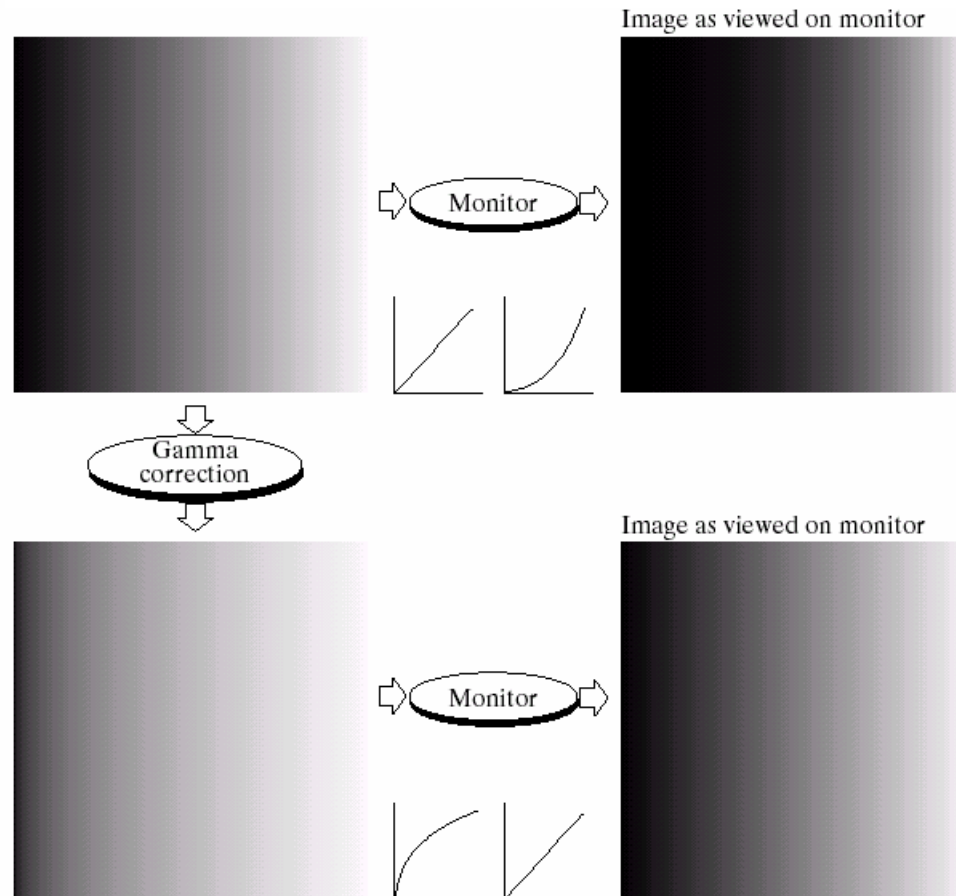 Image as viewed on monitor
Monitor
Gamma
correction
Image as viewed on monitor
Monitor